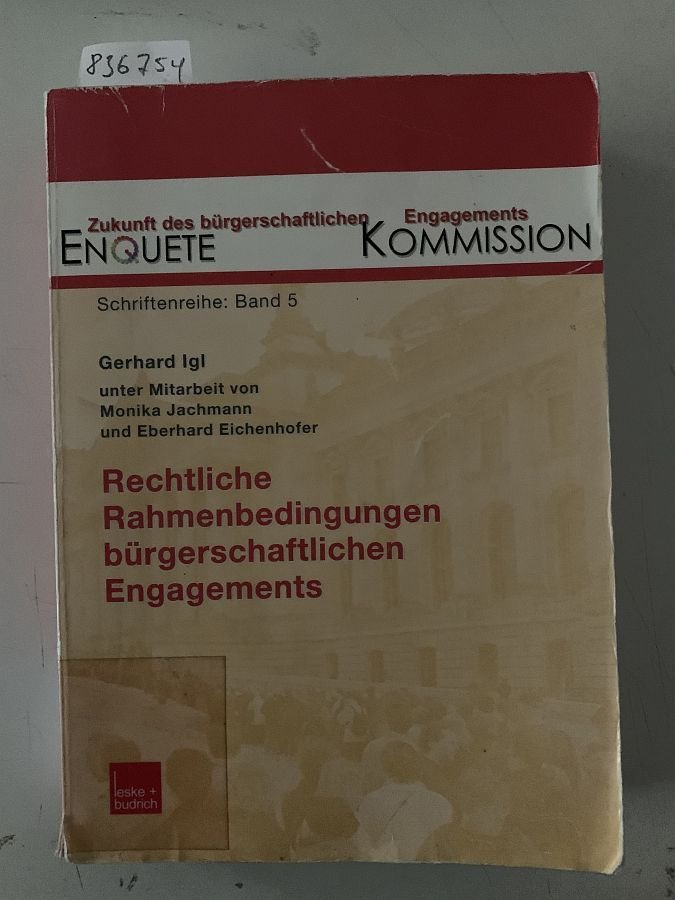 836754
Zukunft des bürgerschaftlichen Engagements
ENQUETE KOMMISSION
Schriftenreihe: Band 5
Gerhard Igl
unter Mitarbeit von
Monika Jachmann
und Eberhard Eichenhofer
Rechtliche
Rahmenbedingungen
bürgerschaftlichen
Engagements
leske +
budrich